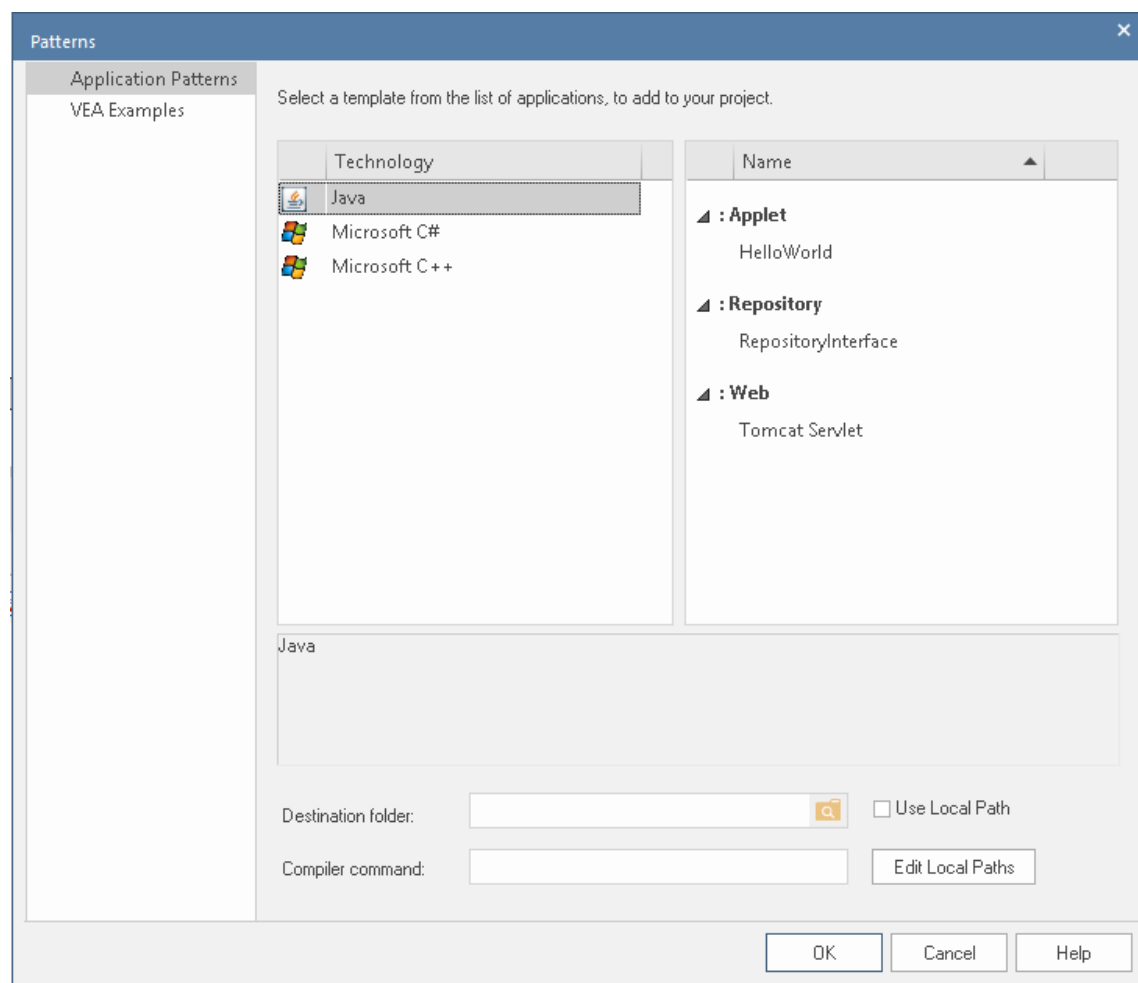 Patterns
Application Patterns
VEA Examples
Select a template from the list of applications, to add to your project.
Technology
Java
Microsoft C#
Microsoft C++
Name
: Applet
HelloWorld
: Repository
RepositoryInterface
: Web
Tomcat Servlet
Java
Destination folder:
Use Local Path
Compiler command:
Edit Local Paths
OK
Cancel
Help